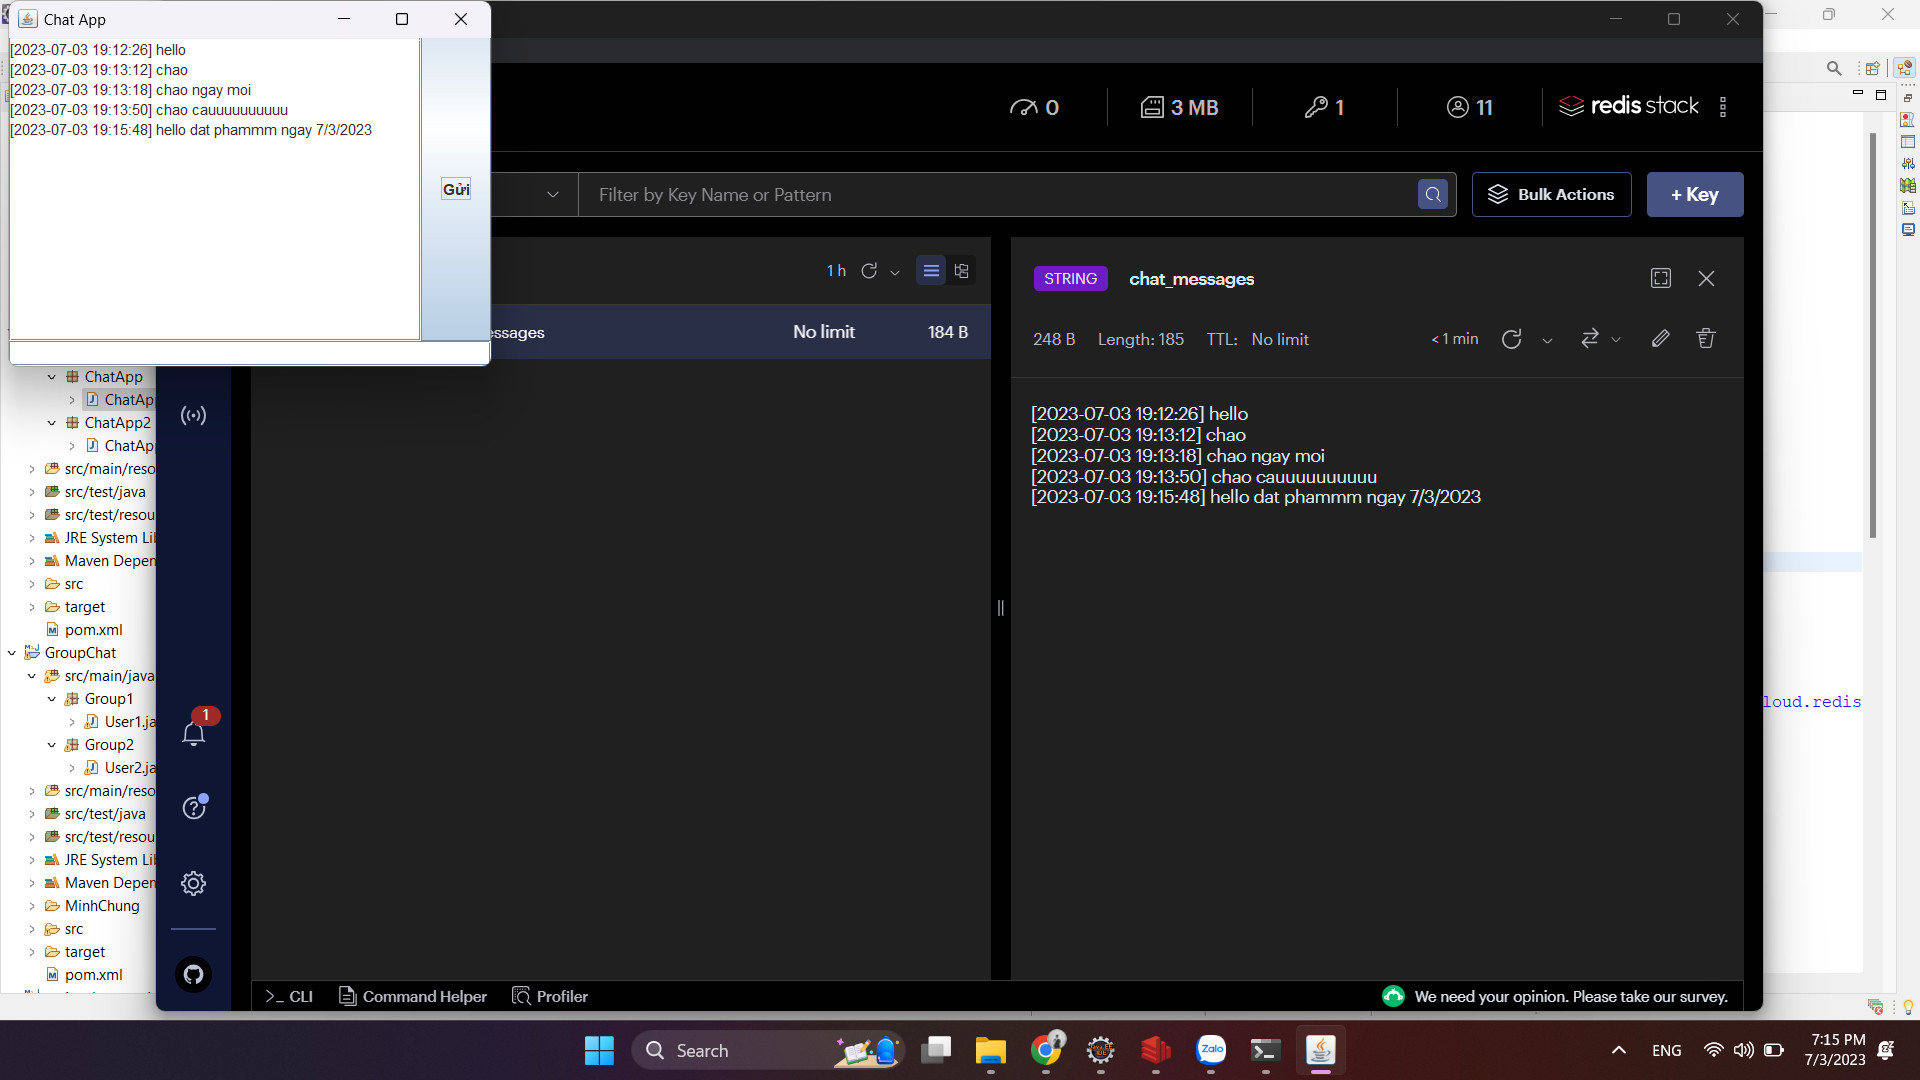 Chat App
[2023-07-03 19:12:26] hello
[2023-07-03 19:13:12] chao
[2023-07-03 19:13:18] chao ngay moi
[2023-07-03 19:13:50] chao cauuuuuuuuuu
[2023-07-03 19:15:48] hello dat phammm ngay 7/3/2023
Gửi
0
3 MB
1
11
redis stack
Filter by Key Name or Pattern
Bulk Actions
+ Key
1 h
essages
No limit
184 B
STRING
chat_messages
248 B
Length: 185
TTL:
No limit
< 1 min
[2023-07-03 19:12:26] hello
[2023-07-03 19:13:12] chao
[2023-07-03 19:13:18] chao ngay moi
[2023-07-03 19:13:50] chao cauuuuuuuuuu
[2023-07-03 19:15:48] hello dat phammm ngay 7/3/2023
ChatApp
ChatAp
ChatApp2
ChatAp
src/main/reso
src/test/java
src/test/resou
JRE System Li
Maven Depen
src
target
pom.xml
GroupChat
src/main/java
Group1
User1.ja
Group2
User2.ja
src/main/reso
src/test/java
src/test/resou
JRE System Li
Maven Depen
MinhChung
src
target
pom.xml
1
loud.redis
>_ CLI
Command Helper
Profiler
We need your opinion. Please take our survey.
Search
Zalo
ENG
7:15 PM
7/3/2023